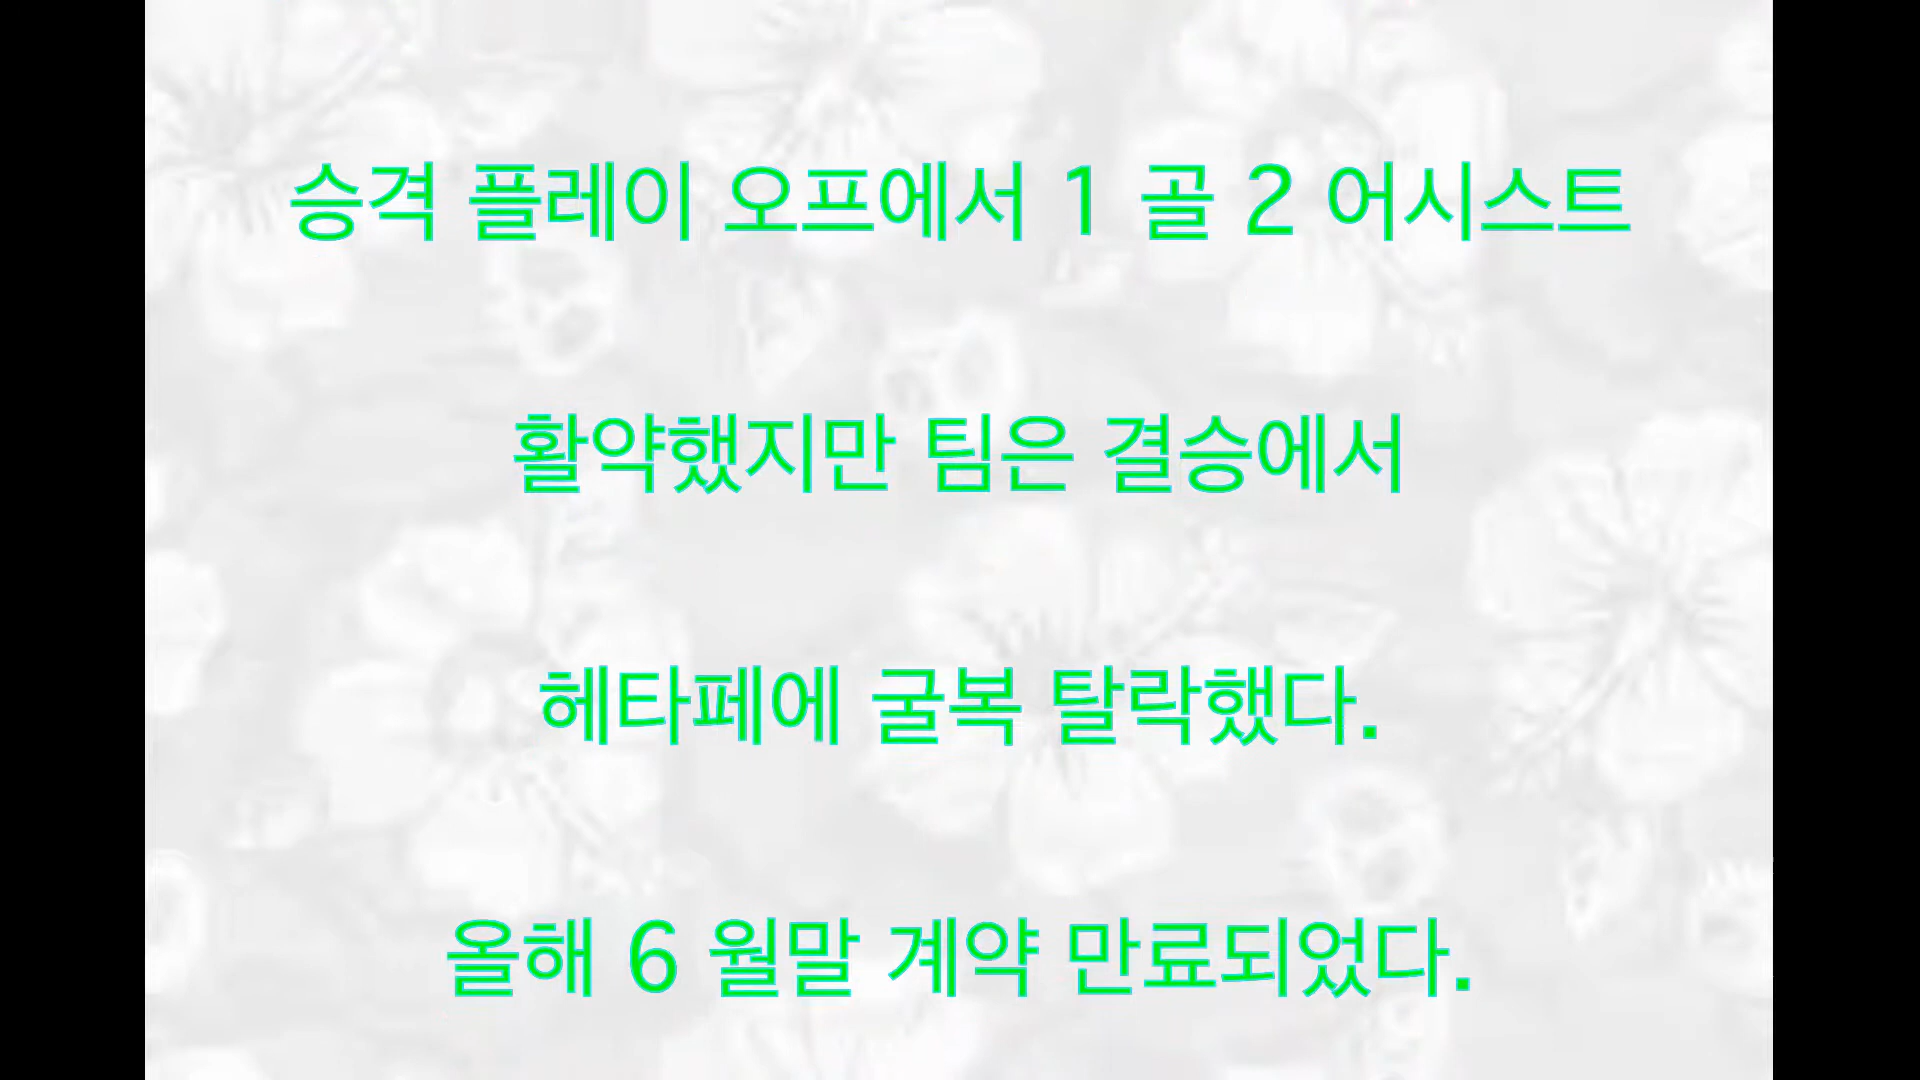 승격 플레이 오프에서 1 골 2 어시스트
활약했지만 팀은 결승에서
헤타페에 굴복 탈락했다.
올해 6 월말 계약 만료되었다.